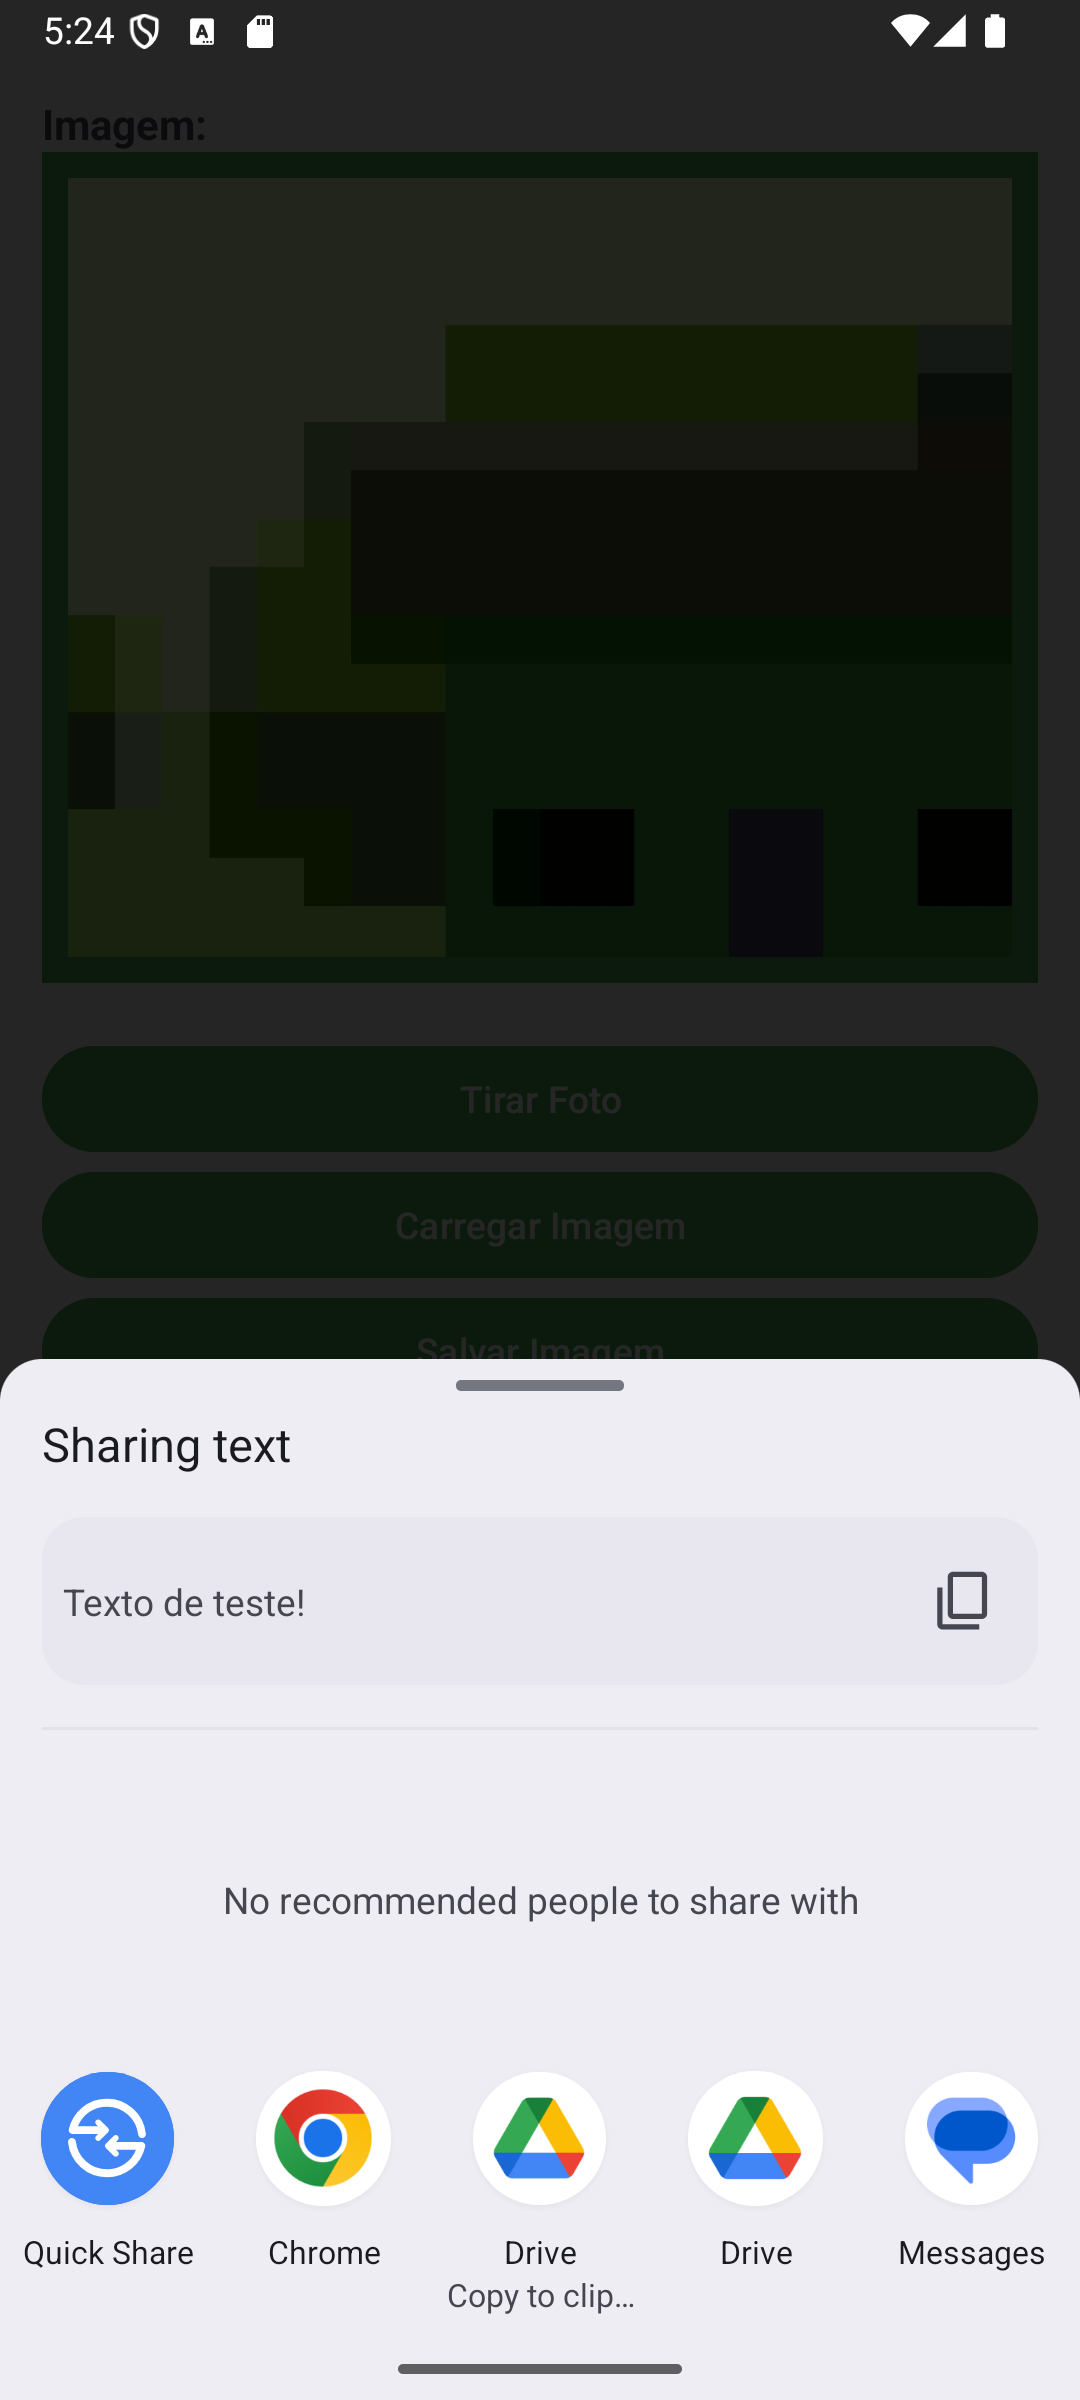 5:24
Imagem:
Tirar Foto
Carregar Imagem
Salvar Imagem
Sharing text
Texto de teste!
No recommended people to share with
Quick Share
Chrome
Drive
Copy to clip…
Drive
Messages